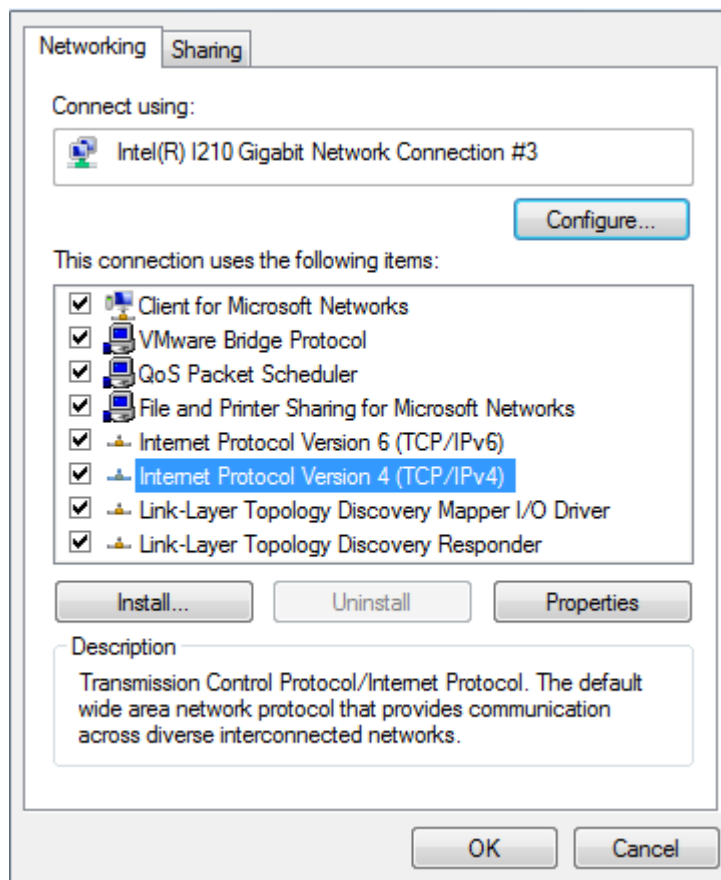 Networking
Sharing
Connect using:
Intel(R) I210 Gigabit Network Connection #3
Configure...
This connection uses the following items:
Client for Microsoft Networks
VMware Bridge Protocol
QoS Packet Scheduler
File and Printer Sharing for Microsoft Networks
Internet Protocol Version 6 (TCP/IPv6)
Internet Protocol Version 4 (TCP/IPv4)
Link-Layer Topology Discovery Mapper I/O Driver
Link-Layer Topology Discovery Responder
Install...
Uninstall
Properties
Description
Transmission Control Protocol/Internet Protocol. The default
wide area network protocol that provides communication
across diverse interconnected networks.
OK
Cancel